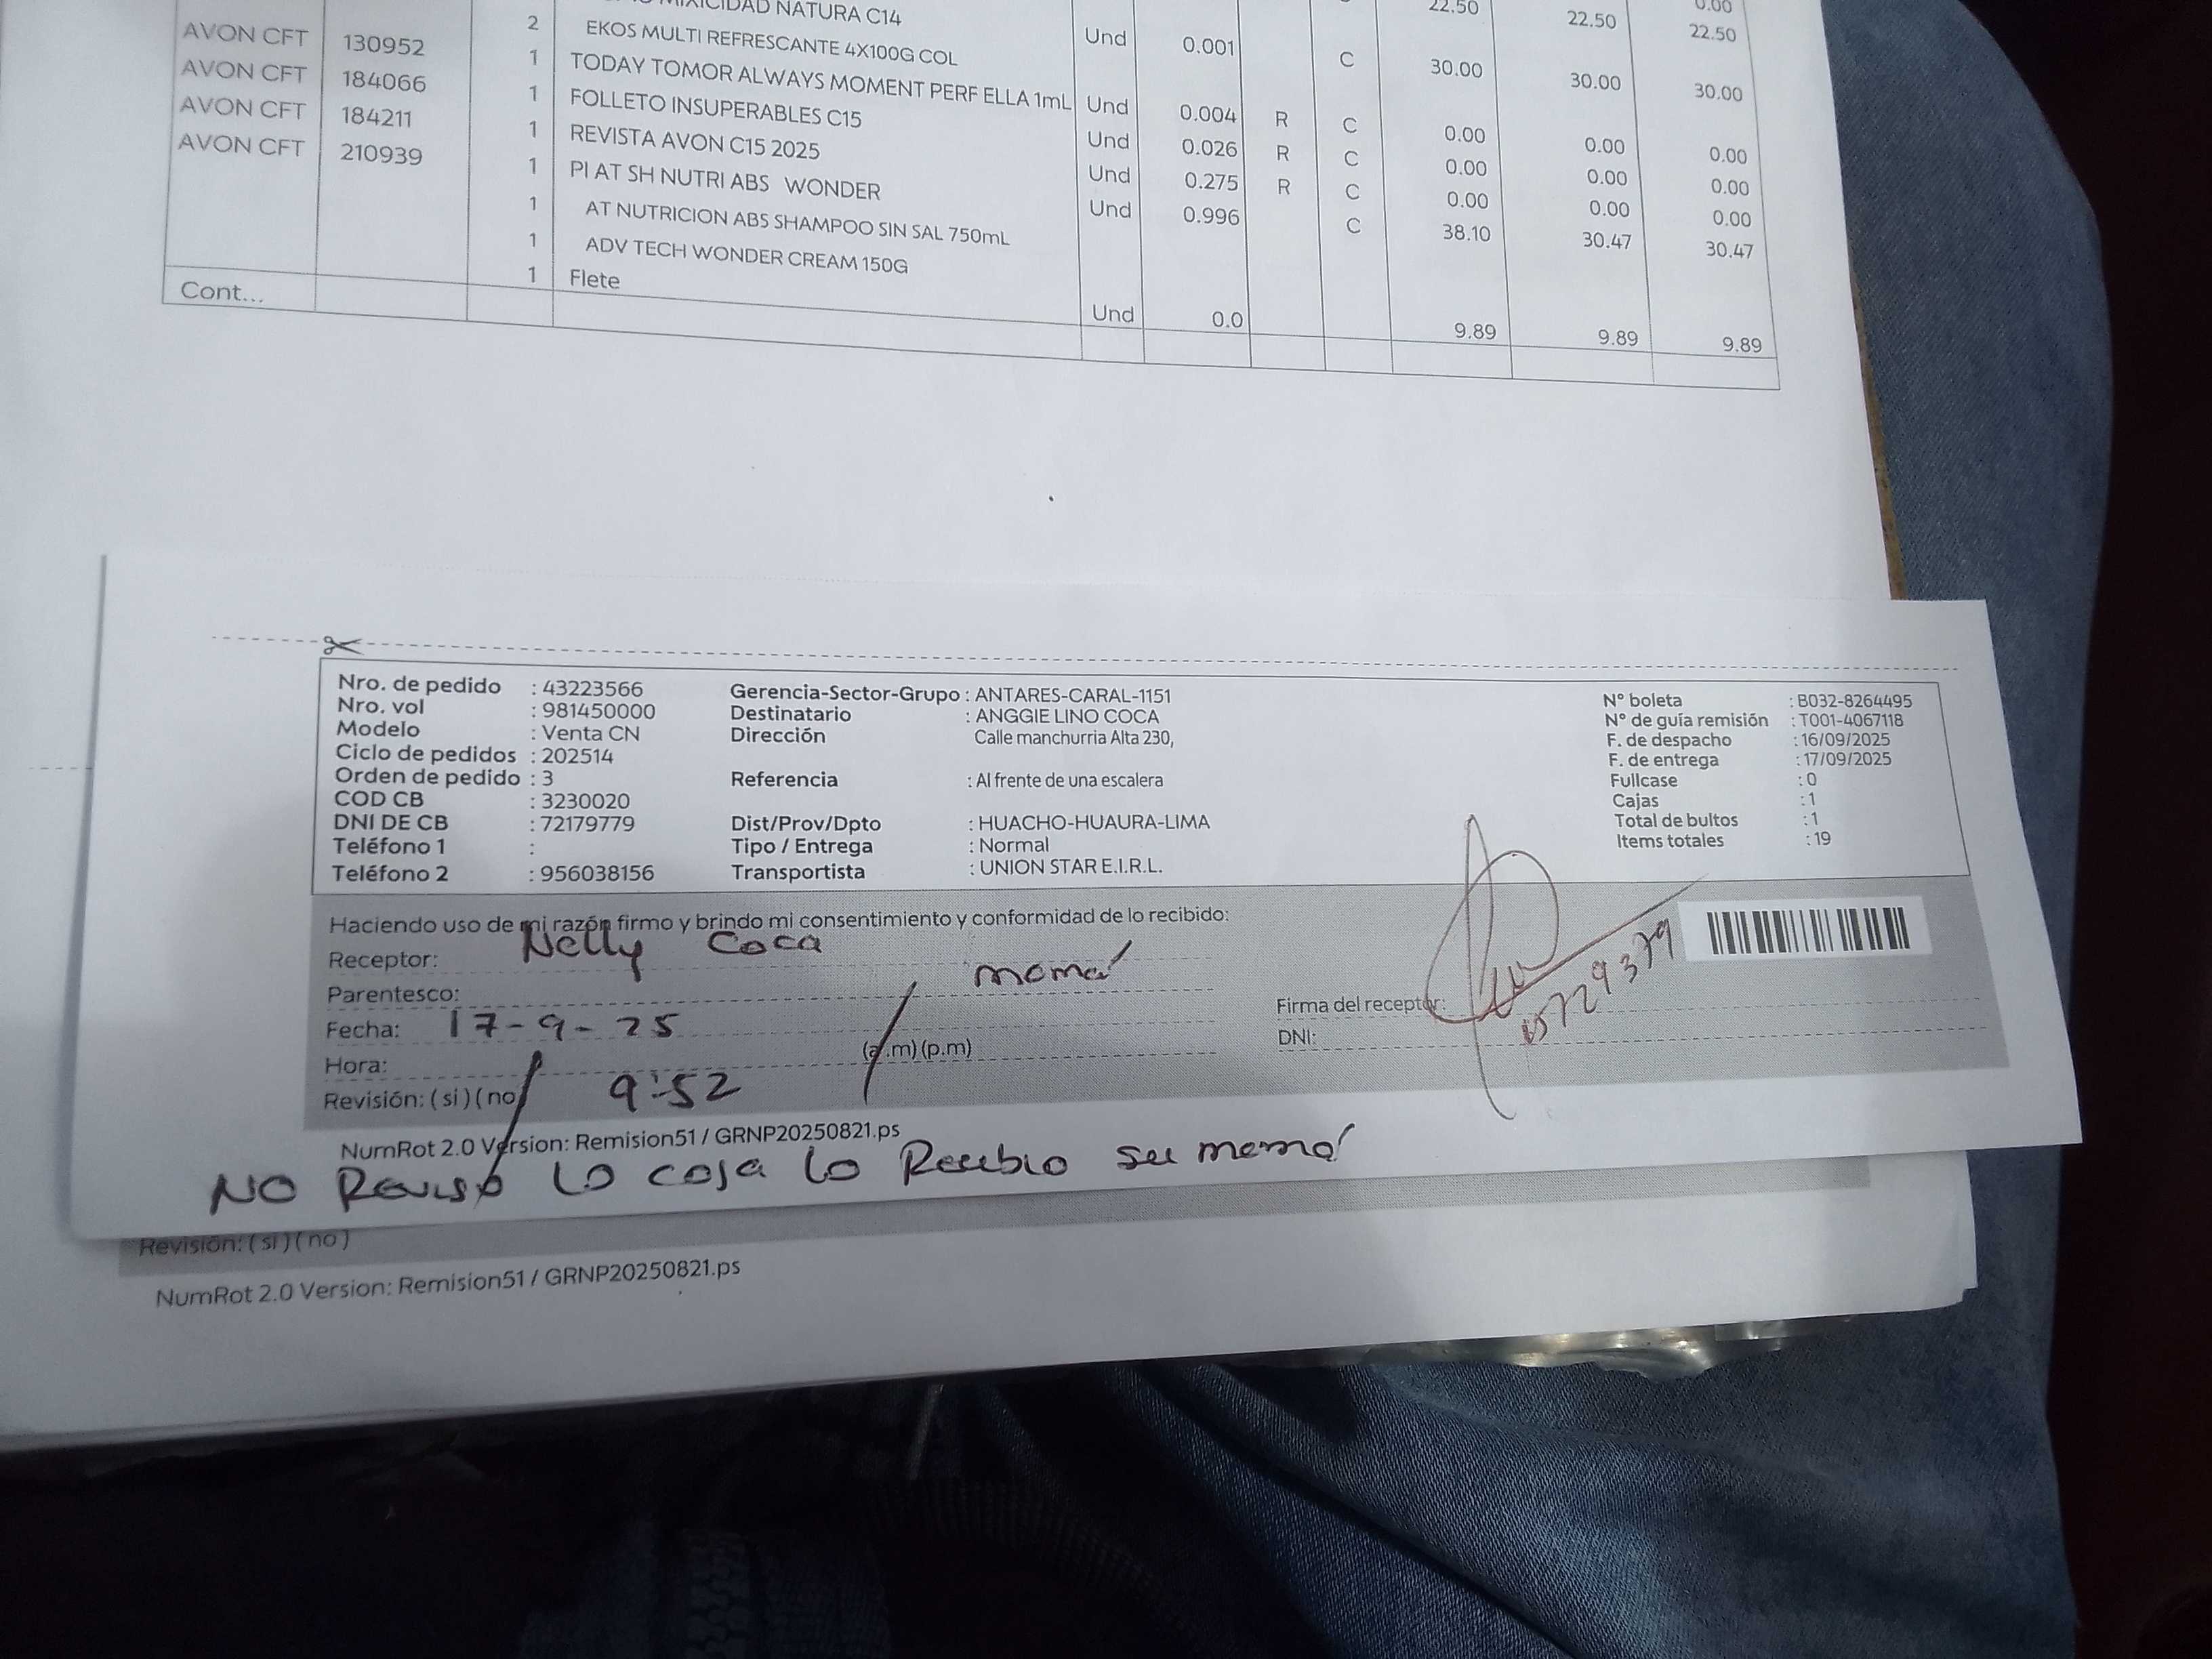 MIXICIDAD NATURA C14 22.50 22.50 0.00
2 EKOS MULTI REFRESCANTE 4X100G COL Und 0.001 C 22.50
AVON CFT 130952 1 TODAY TOMOR ALWAYS MOMENT PERF ELLA 1mL Und 0.004 R C 30.00 30.00 30.00
AVON CFT 184066 1 FOLLETO INSUPERABLES C15 Und 0.026 R C 0.00 0.00 0.00
AVON CFT 184211 1 REVISTA AVON C15 2025 Und 0.275 R C 0.00 0.00 0.00
AVON CFT 210939 1 PI AT SH NUTRI ABS WONDER Und 0.996 C 0.00 0.00 0.00
1 AT NUTRICION ABS SHAMPOO SIN SAL 750mL 38.10 30.47 30.47
1 ADV TECH WONDER CREAM 150G
1 Flete Und 0.0 9.89 9.89 9.89
Cont...
Nro. de pedido : 43223566 Gerencia-Sector-Grupo : ANTARES-CARAL-1151 N° boleta : B032-8264495
Nro. vol : 981450000 Destinatario : ANGGIE LINO COCA N° de guía remisión : T001-4067118
Modelo : Venta CN Dirección Calle manchurria Alta 230, F. de despacho : 16/09/2025
Ciclo de pedidos : 202514 F. de entrega : 17/09/2025
Orden de pedido : 3 Referencia : Al frente de una escalera Fullcase : 0
COD CB : 3230020 Cajas : 1
DNI DE CB : 72179779 Dist/Prov/Dpto : HUACHO-HUAURA-LIMA Total de bultos : 1
Teléfono 1 : Tipo / Entrega : Normal Items totales : 19
Teléfono 2 : 956038156 Transportista : UNION STAR E.I.R.L.
Haciendo uso de mi razón firmo y brindo mi consentimiento y conformidad de lo recibido:
Receptor: Nelly Coca
Parentesco: mamá
Firma del receptor:
Fecha: 17-9-25
DNI: 15729379
Hora: 9:52 (a.m) (p.m)
Revisión: ( si ) ( no )
NumRot 2.0 Version: Remision51 / GRNP20250821.ps
NO Reviso la caja lo Recibio su mamá
Revisión: ( si ) ( no )
NumRot 2.0 Version: Remision51 / GRNP20250821.ps